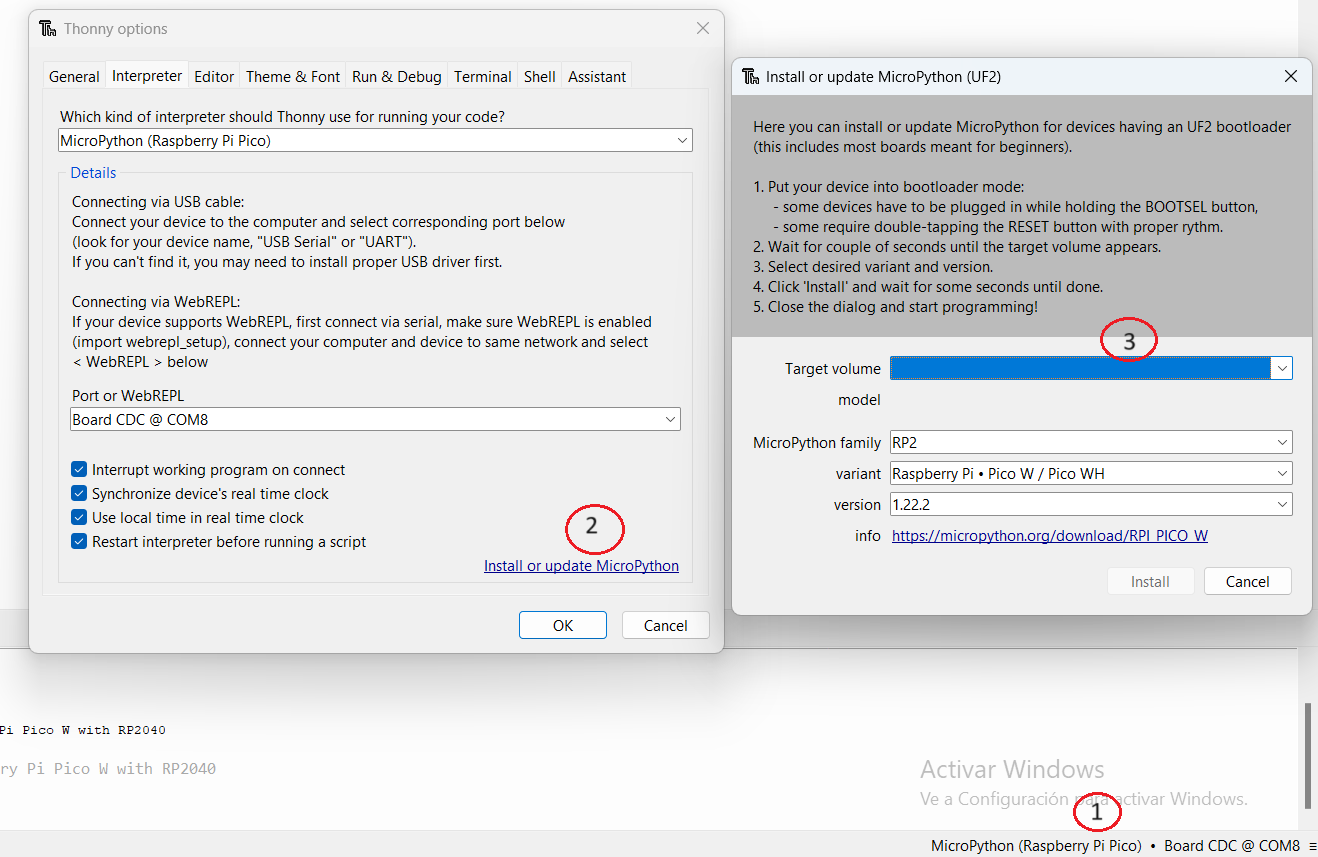 Thonny options
General Interpreter Editor Theme & Font Run & Debug Terminal Shell Assistant
Which kind of interpreter should Thonny use for running your code?
MicroPython (Raspberry Pi Pico)
Details
Connecting via USB cable:
Connect your device to the computer and select corresponding port below
(look for your device name, "USB Serial" or "UART").
If you can't find it, you may need to install proper USB driver first.
Connecting via WebREPL:
If your device supports WebREPL, first connect via serial, make sure WebREPL is enabled
(import webrepl_setup), connect your computer and device to same network and select
< WebREPL > below
Port or WebREPL
Board CDC @ COM8
Interrupt working program on connect
Synchronize device's real time clock
Use local time in real time clock
Restart interpreter before running a script
2
Install or update MicroPython
OK Cancel
Install or update MicroPython (UF2)
Here you can install or update MicroPython for devices having an UF2 bootloader
(this includes most boards meant for beginners).
1. Put your device into bootloader mode:
- some devices have to be plugged in while holding the BOOTSEL button,
- some require double-tapping the RESET button with proper rythm.
2. Wait for couple of seconds until the target volume appears.
3. Select desired variant and version.
4. Click 'Install' and wait for some seconds until done.
5. Close the dialog and start programming!
3
Target volume
model
MicroPython family RP2
variant Raspberry Pi • Pico W / Pico WH
version 1.22.2
info https://micropython.org/download/RPI_PICO_W
Install Cancel
Pi Pico W with RP2040
ry Pi Pico W with RP2040
Activar Windows
Ve a Configuración para activar Windows.
1
MicroPython (Raspberry Pi Pico) • Board CDC @ COM8 ≡